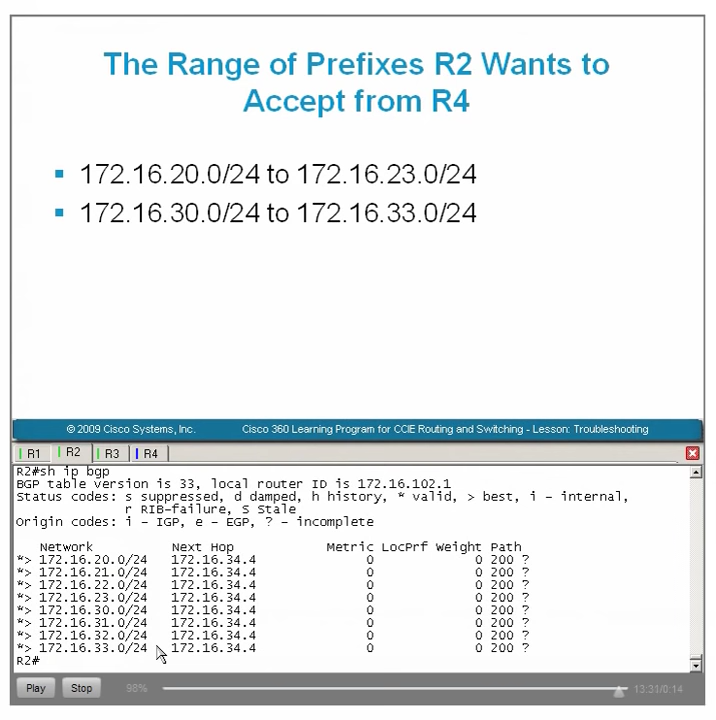 The Range of Prefixes R2 Wants to
Accept from R4
172.16.20.0/24 to 172.16.23.0/24
172.16.30.0/24 to 172.16.33.0/24
© 2009 Cisco Systems, Inc. Cisco 360 Learning Program for CCIE Routing and Switching - Lesson: Troubleshooting
R1 R2 R3 R4
R2#sh ip bgp
BGP table version is 33, local router ID is 172.16.102.1
Status codes: s suppressed, d damped, h history, * valid, > best, i - internal,
r RIB-failure, S Stale
Origin codes: i - IGP, e - EGP, ? - incomplete
Network Next Hop Metric LocPrf Weight Path
*> 172.16.20.0/24 172.16.34.4 0 0 200 ?
*> 172.16.21.0/24 172.16.34.4 0 0 200 ?
*> 172.16.22.0/24 172.16.34.4 0 0 200 ?
*> 172.16.23.0/24 172.16.34.4 0 0 200 ?
*> 172.16.30.0/24 172.16.34.4 0 0 200 ?
*> 172.16.31.0/24 172.16.34.4 0 0 200 ?
*> 172.16.32.0/24 172.16.34.4 0 0 200 ?
*> 172.16.33.0/24 172.16.34.4 0 0 200 ?
R2#
Play Stop 98% 13:31/0:14